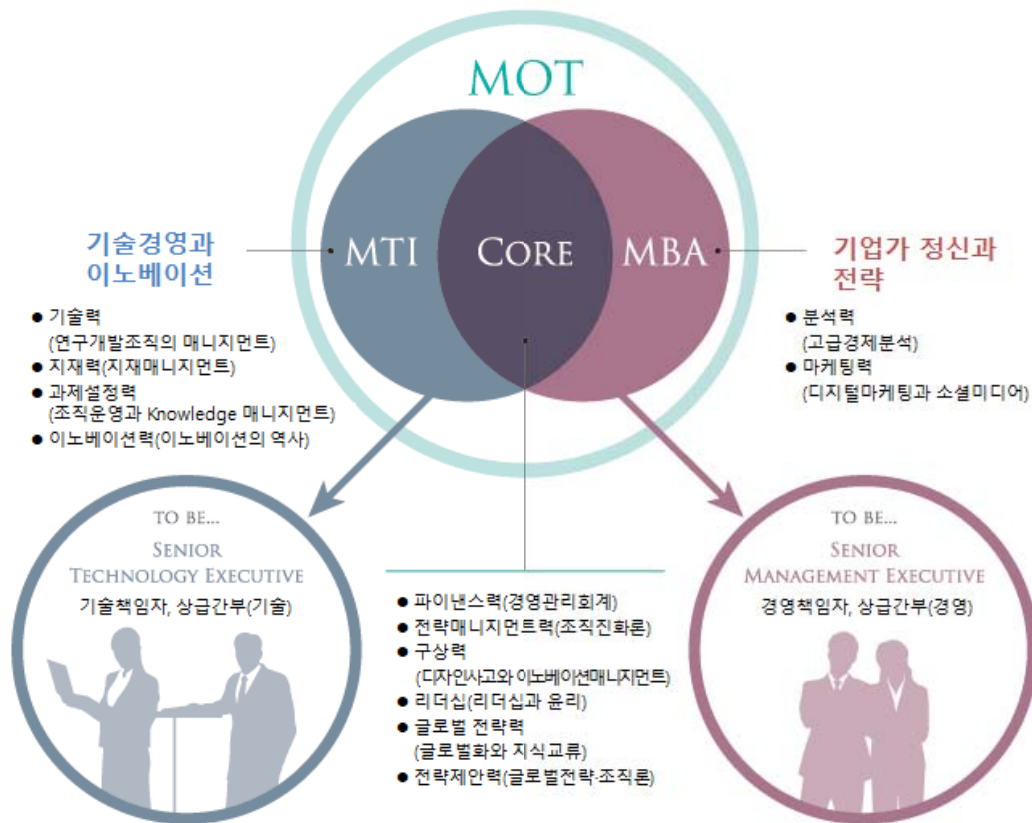 MOT
MTI
CORE
MBA
기술경영과
이노베이션
● 기술력
(연구개발조직의 매니지먼트)
● 지재력(지재매니지먼트)
● 과제설정력
(조직운영과 Knowledge 매니지먼트)
● 이노베이션력(이노베이션의 역사)
기업가 정신과
전략
● 분석력
(고급경제분석)
● 마케팅력
(디지털마케팅과 소셜미디어)
TO BE...
SENIOR
TECHNOLOGY EXECUTIVE
기술책임자, 상급간부(기술)
● 파이낸스력(경영관리회계)
● 전략매니지먼트력(조직진화론)
● 구상력
(디자인사고와 이노베이션매니지먼트)
● 리더십(리더십과 윤리)
● 글로벌 전략력
(글로벌화와 지식교류)
● 전략제안력(글로벌전략·조직론)
TO BE...
SENIOR
MANAGEMENT EXECUTIVE
경영책임자, 상급간부(경영)